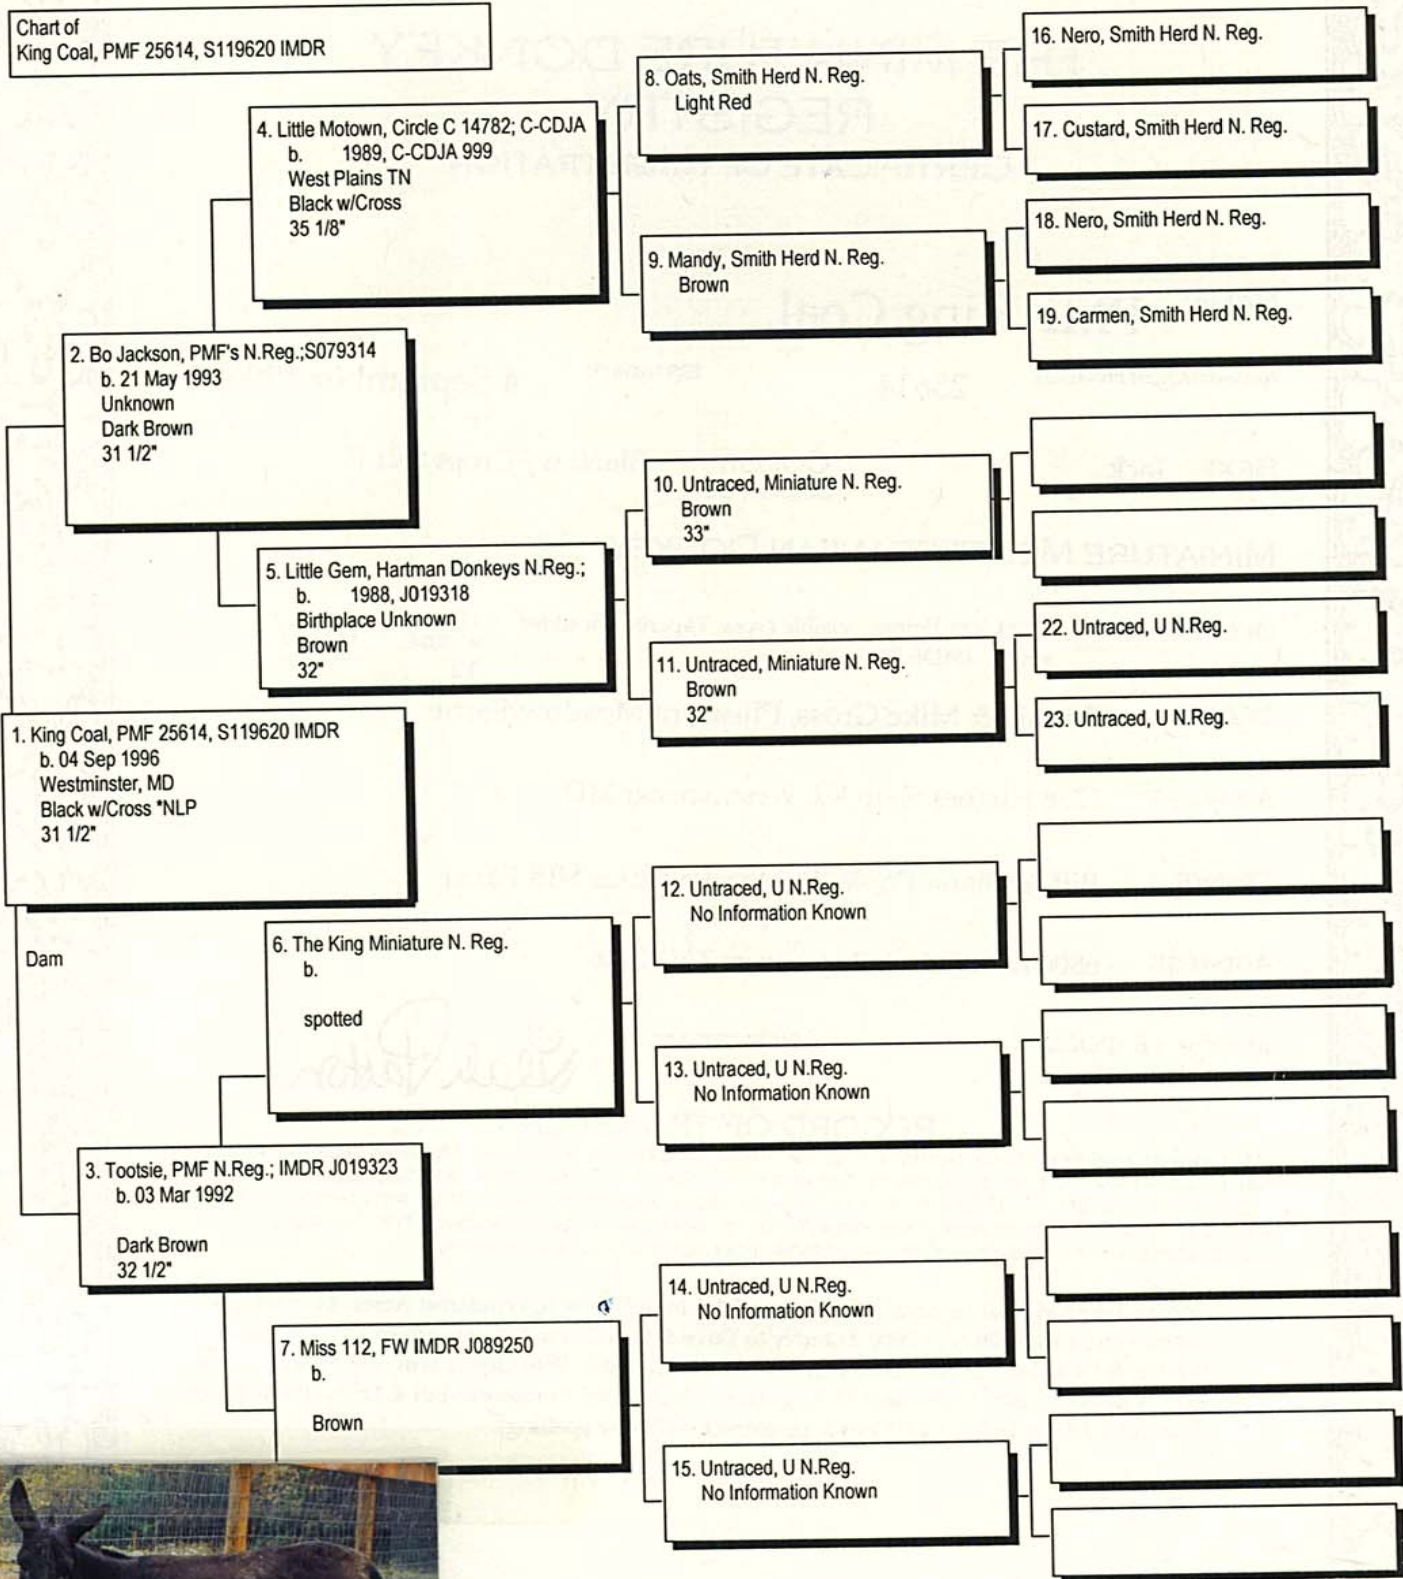 Chart of
King Coal, PMF 25614, S119620 IMDR
16. Nero, Smith Herd N. Reg.
8. Oats, Smith Herd N. Reg.
Light Red
17. Custard, Smith Herd N. Reg.
4. Little Motown, Circle C 14782; C-CDJA
b. 1989, C-CDJA 999
West Plains TN
Black w/Cross
35 1/8"
18. Nero, Smith Herd N. Reg.
9. Mandy, Smith Herd N. Reg.
Brown
19. Carmen, Smith Herd N. Reg.
2. Bo Jackson, PMF's N.Reg.;S079314
b. 21 May 1993
Unknown
Dark Brown
31 1/2"
10. Untraced, Miniature N. Reg.
Brown
33"
5. Little Gem, Hartman Donkeys N.Reg.;
b. 1988, J019318
Birthplace Unknown
Brown
32"
22. Untraced, U N.Reg.
11. Untraced, Miniature N. Reg.
Brown
32"
23. Untraced, U N.Reg.
1. King Coal, PMF 25614, S119620 IMDR
b. 04 Sep 1996
Westminster, MD
Black w/Cross *NLP
31 1/2"
12. Untraced, U N.Reg.
No Information Known
6. The King Miniature N. Reg.
b.
spotted
Dam
13. Untraced, U N.Reg.
No Information Known
3. Tootsie, PMF N.Reg.; IMDR J019323
b. 03 Mar 1992
Dark Brown
32 1/2"
14. Untraced, U N.Reg.
No Information Known
7. Miss 112, FW IMDR J089250
b.
Brown
15. Untraced, U N.Reg.
No Information Known